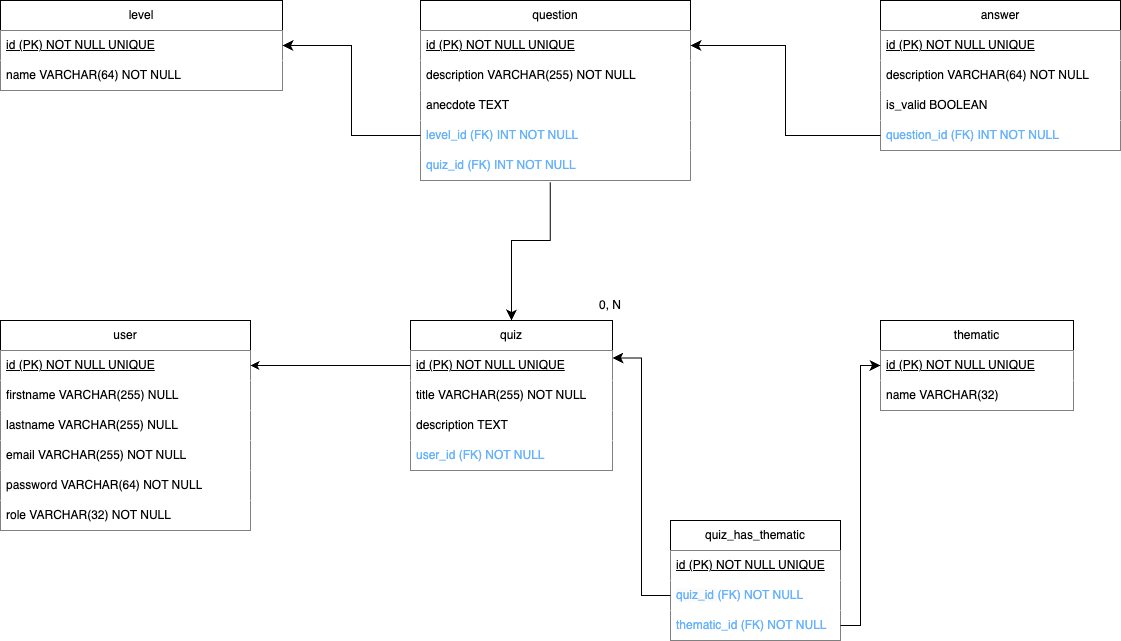 level
id (PK) NOT NULL UNIQUE
name VARCHAR(64) NOT NULL
question
id (PK) NOT NULL UNIQUE
description VARCHAR(255) NOT NULL
anecdote TEXT
level_id (FK) INT NOT NULL
quiz_id (FK) INT NOT NULL
answer
id (PK) NOT NULL UNIQUE
description VARCHAR(64) NOT NULL
is_valid BOOLEAN
question_id (FK) INT NOT NULL
0, N
user
id (PK) NOT NULL UNIQUE
firstname VARCHAR(255) NULL
lastname VARCHAR(255) NULL
email VARCHAR(255) NOT NULL
password VARCHAR(64) NOT NULL
role VARCHAR(32) NOT NULL
quiz
id (PK) NOT NULL UNIQUE
title VARCHAR(255) NOT NULL
description TEXT
user_id (FK) NOT NULL
thematic
id (PK) NOT NULL UNIQUE
name VARCHAR(32)
quiz_has_thematic
id (PK) NOT NULL UNIQUE
quiz_id (FK) NOT NULL
thematic_id (FK) NOT NULL